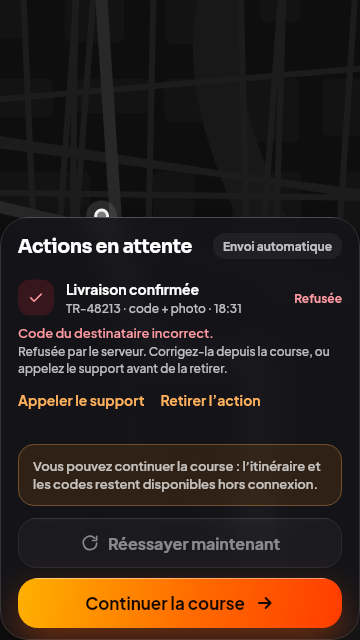 Actions en attente
Envoi automatique
Livraison confirmée
TR-48213 · code + photo · 18:31
Refusée
Code du destinataire incorrect.
Refusée par le serveur. Corrigez-la depuis la course, ou
appelez le support avant de la retirer.
Appeler le support
Retirer l’action
Vous pouvez continuer la course : l’itinéraire et
les codes restent disponibles hors connexion.
Réessayer maintenant
Continuer la course →